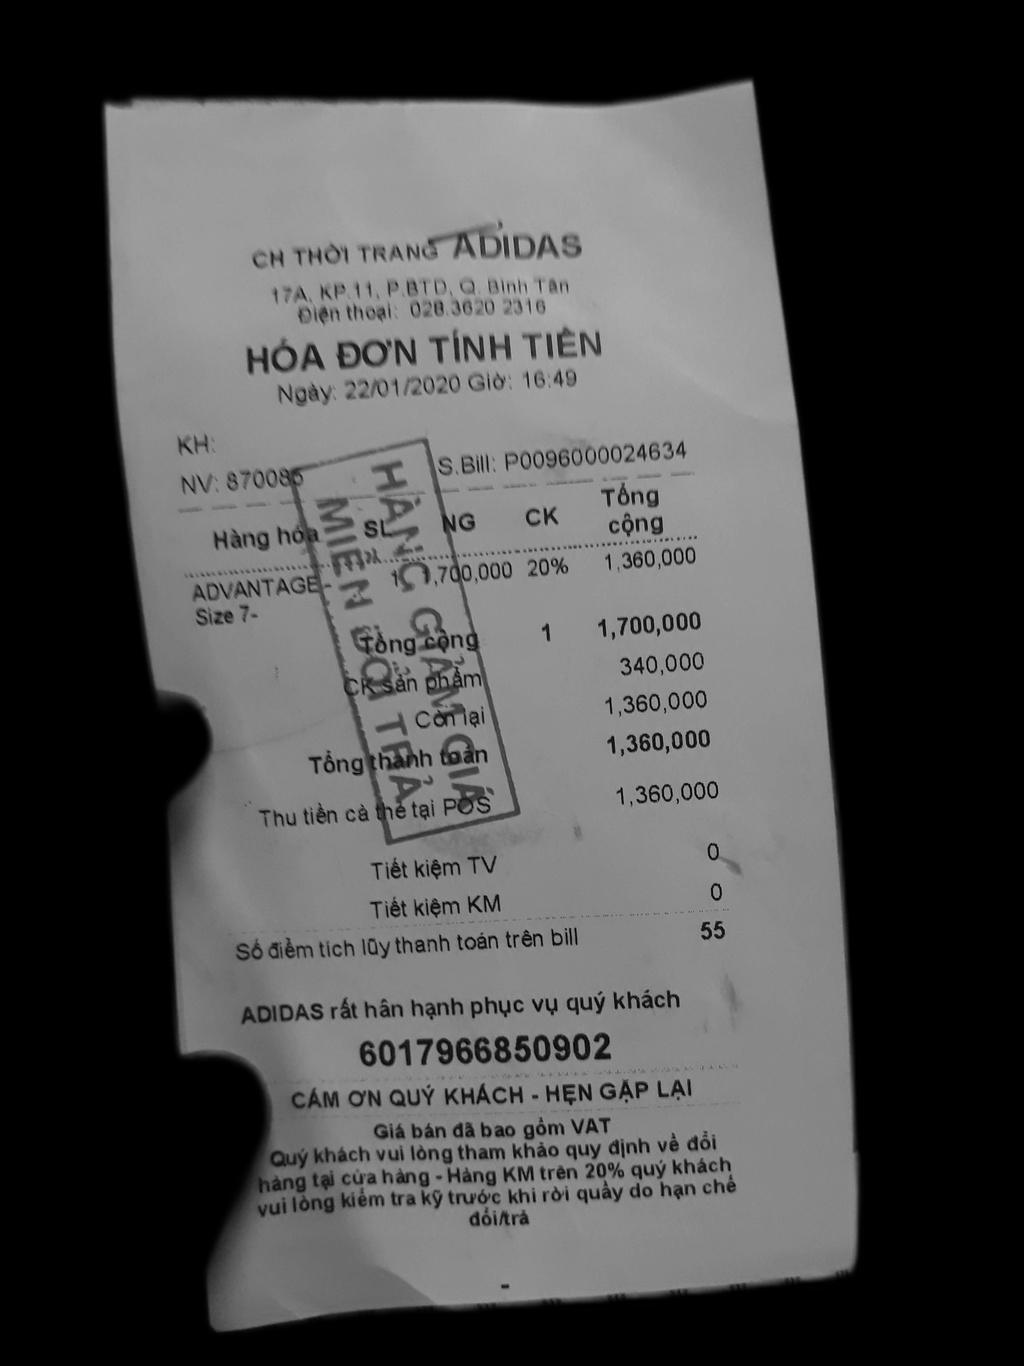 CH THỜI TRANG ADIDAS
17A, KP.11, P.BTD, Q. Bình Tân
Điện thoại: 028.3620 2316
HÓA ĐƠN TÍNH TIỀN
Ngày: 22/01/2020 Giờ: 16:49
KH:
NV: 870085 S.Bill: P0096000024634
Hàng hóa SL NG CK Tổng cộng
ADVANTAGE - 1 1,700,000 20% 1,360,000
Size 7-
Tổng cộng 1 1,700,000
CK sản phẩm 340,000
Còn lại 1,360,000
Tổng thanh toán 1,360,000
Thu tiền cà thẻ tại POS 1,360,000
HÀNG GIẢM GIÁ
MIỄN ĐỔI TRẢ
Tiết kiệm TV 0
Tiết kiệm KM 0
Số điểm tích lũy thanh toán trên bill 55
ADIDAS rất hân hạnh phục vụ quý khách
6017966850902
CÁM ƠN QUÝ KHÁCH - HẸN GẶP LẠI
Giá bán đã bao gồm VAT
Quý khách vui lòng tham khảo quy định về đổi
hàng tại cửa hàng - Hàng KM trên 20% quý khách
vui lòng kiểm tra kỹ trước khi rời quầy do hạn chế
đổi/trả